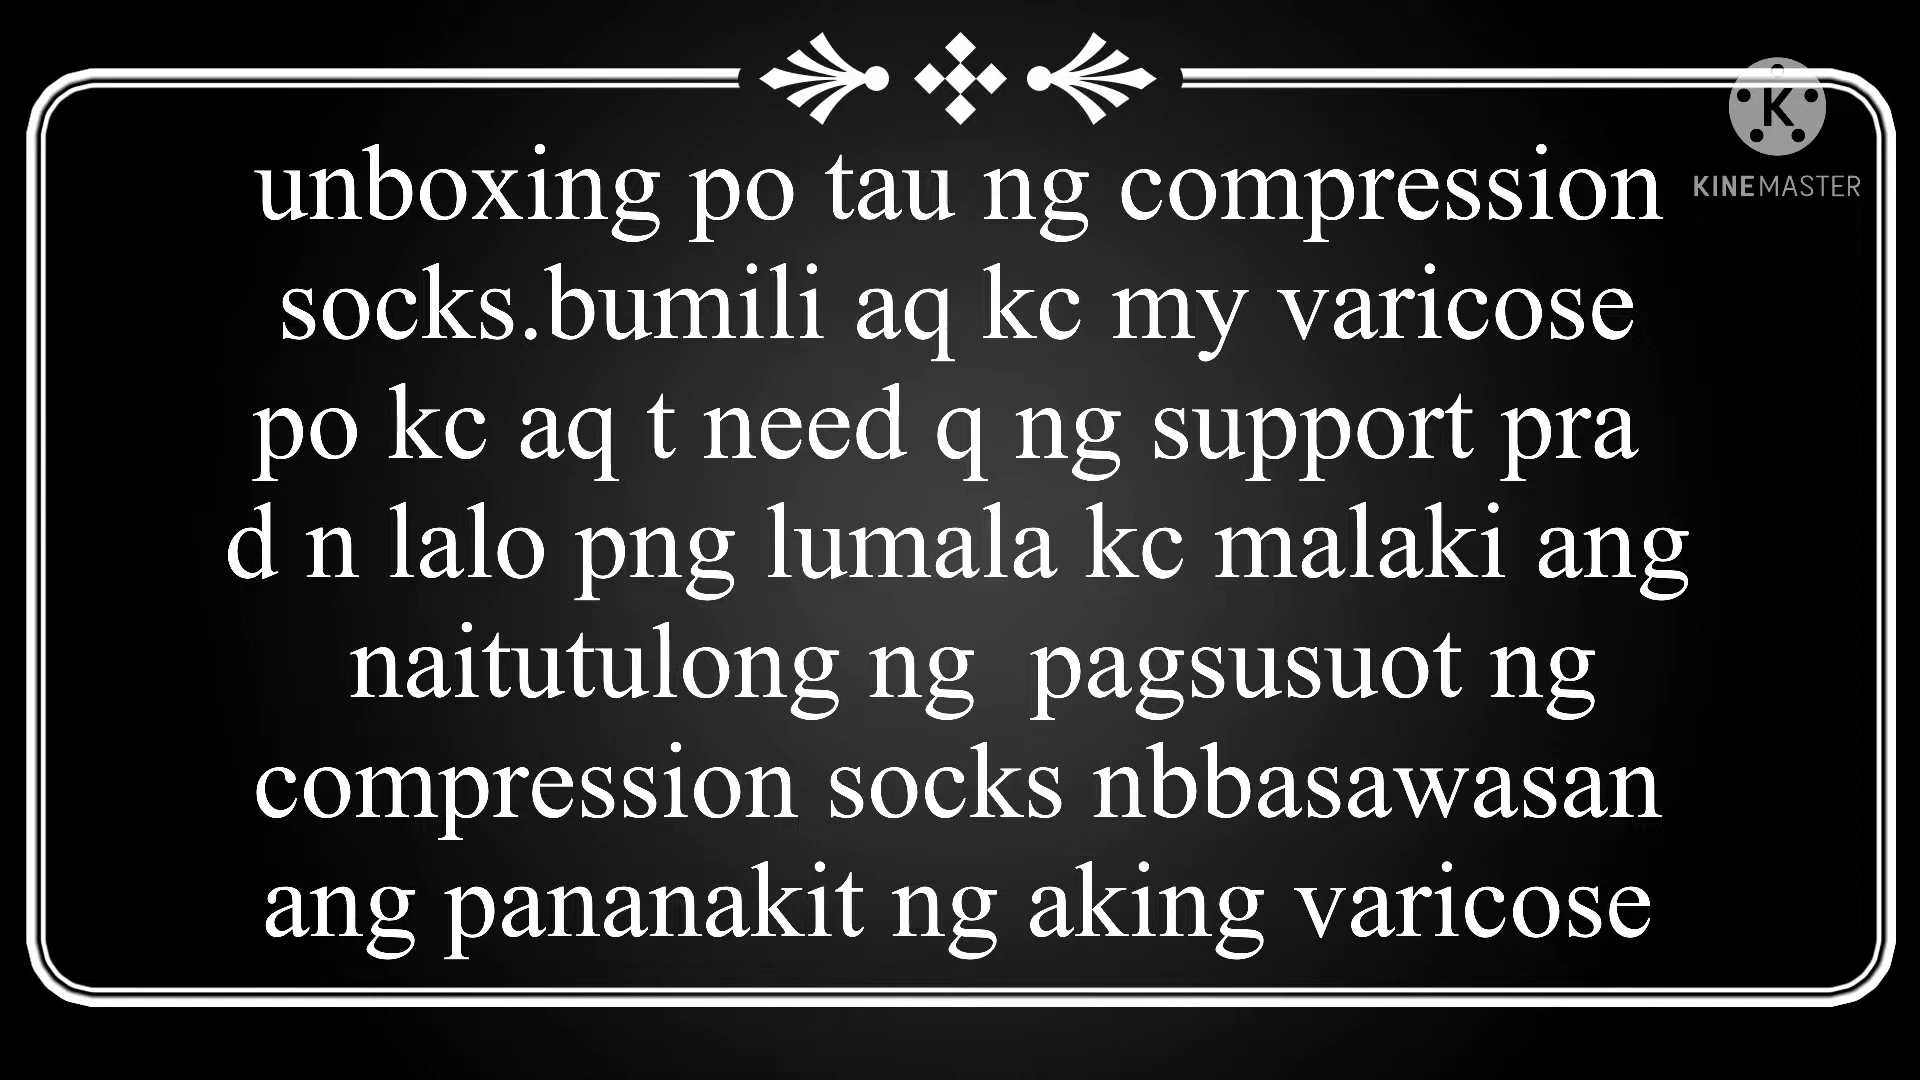 KINEMASTER
unboxing po tau ng compression
socks.bumili aq kc my varicose
po kc aq t need q ng support pra
d n lalo png lumala kc malaki ang
naitutulong ng  pagsusuot ng
compression socks nbbasawasan
ang pananakit ng aking varicose